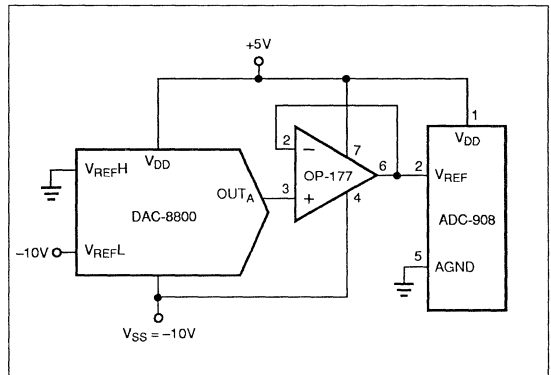 +5V
1
VDD
VDD
2
−
7
6
2
VREFH
OP-177
VREF
OUTA
3
+
4
DAC-8800
ADC-908
−10V
VREFL
5
AGND
VSS = −10V